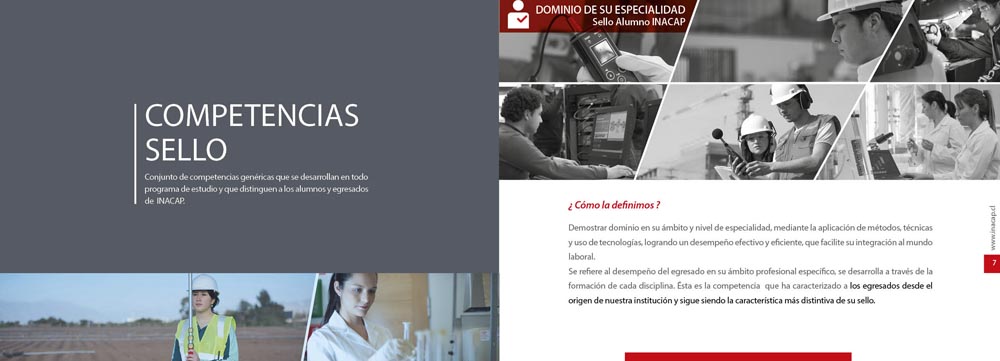 COMPETENCIAS
SELLO
Conjunto de competencias genéricas que se desarrollan en todo
programa de estudio y que distinguen a los alumnos y egresados
de INACAP.
DOMINIO DE SU ESPECIALIDAD
Sello Alumno INACAP
¿ Cómo la definimos ?
Demostrar dominio en su ámbito y nivel de especialidad, mediante la aplicación de métodos, técnicas
y uso de tecnologías, logrando un desempeño efectivo y eficiente, que facilite su integración al mundo
laboral.
Se refiere al desempeño del egresado en su ámbito profesional específico, se desarrolla a través de la
formación de cada disciplina. Ésta es la competencia que ha caracterizado a los egresados desde el
origen de nuestra institución y sigue siendo la característica más distintiva de su sello.
www.inacap.cl
7